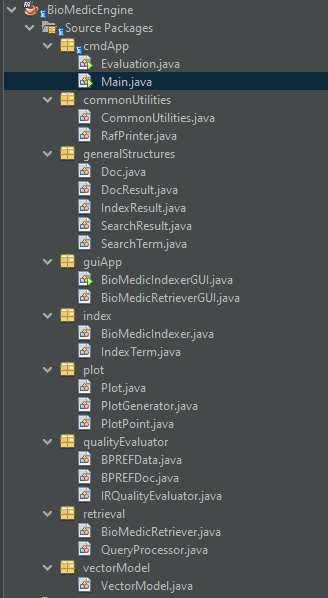 BioMedicEngine
Source Packages
cmdApp
Evaluation.java
Main.java
commonUtilities
CommonUtilities.java
RafPrinter.java
generalStructures
Doc.java
DocResult.java
IndexResult.java
SearchResult.java
SearchTerm.java
guiApp
BioMedicIndexerGUI.java
BioMedicRetrieverGUI.java
index
BioMedicIndexer.java
IndexTerm.java
plot
Plot.java
PlotGenerator.java
PlotPoint.java
qualityEvaluator
BPREFData.java
BPREFDoc.java
IRQualityEvaluator.java
retrieval
BioMedicRetriever.java
QueryProcessor.java
vectorModel
VectorModel.java